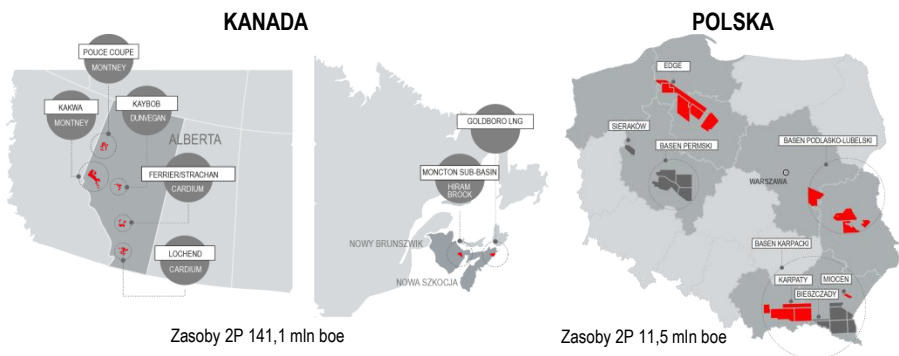 KANADA
POUCE COUPE
MONTNEY
KAKWA
MONTNEY
KAYBOB
DUNVEGAN
ALBERTA
FERRIER/STRACHAN
CARDIUM
LOCHEND
CARDIUM
GOLDBORO LNG
MONCTON SUB-BASIN
HIRAM
BROCK
NOWY BRUNSZWIK
NOWA SZKOCJA
Zasoby 2P 141,1 mln boe
POLSKA
EDGE
SIERAKÓW
BASEN PERMSKI
BASEN PODLASKO-LUBELSKI
WARSZAWA
BASEN KARPACKI
KARPATY
MIOCEN
BIESZCZADY
Zasoby 2P 11,5 mln boe